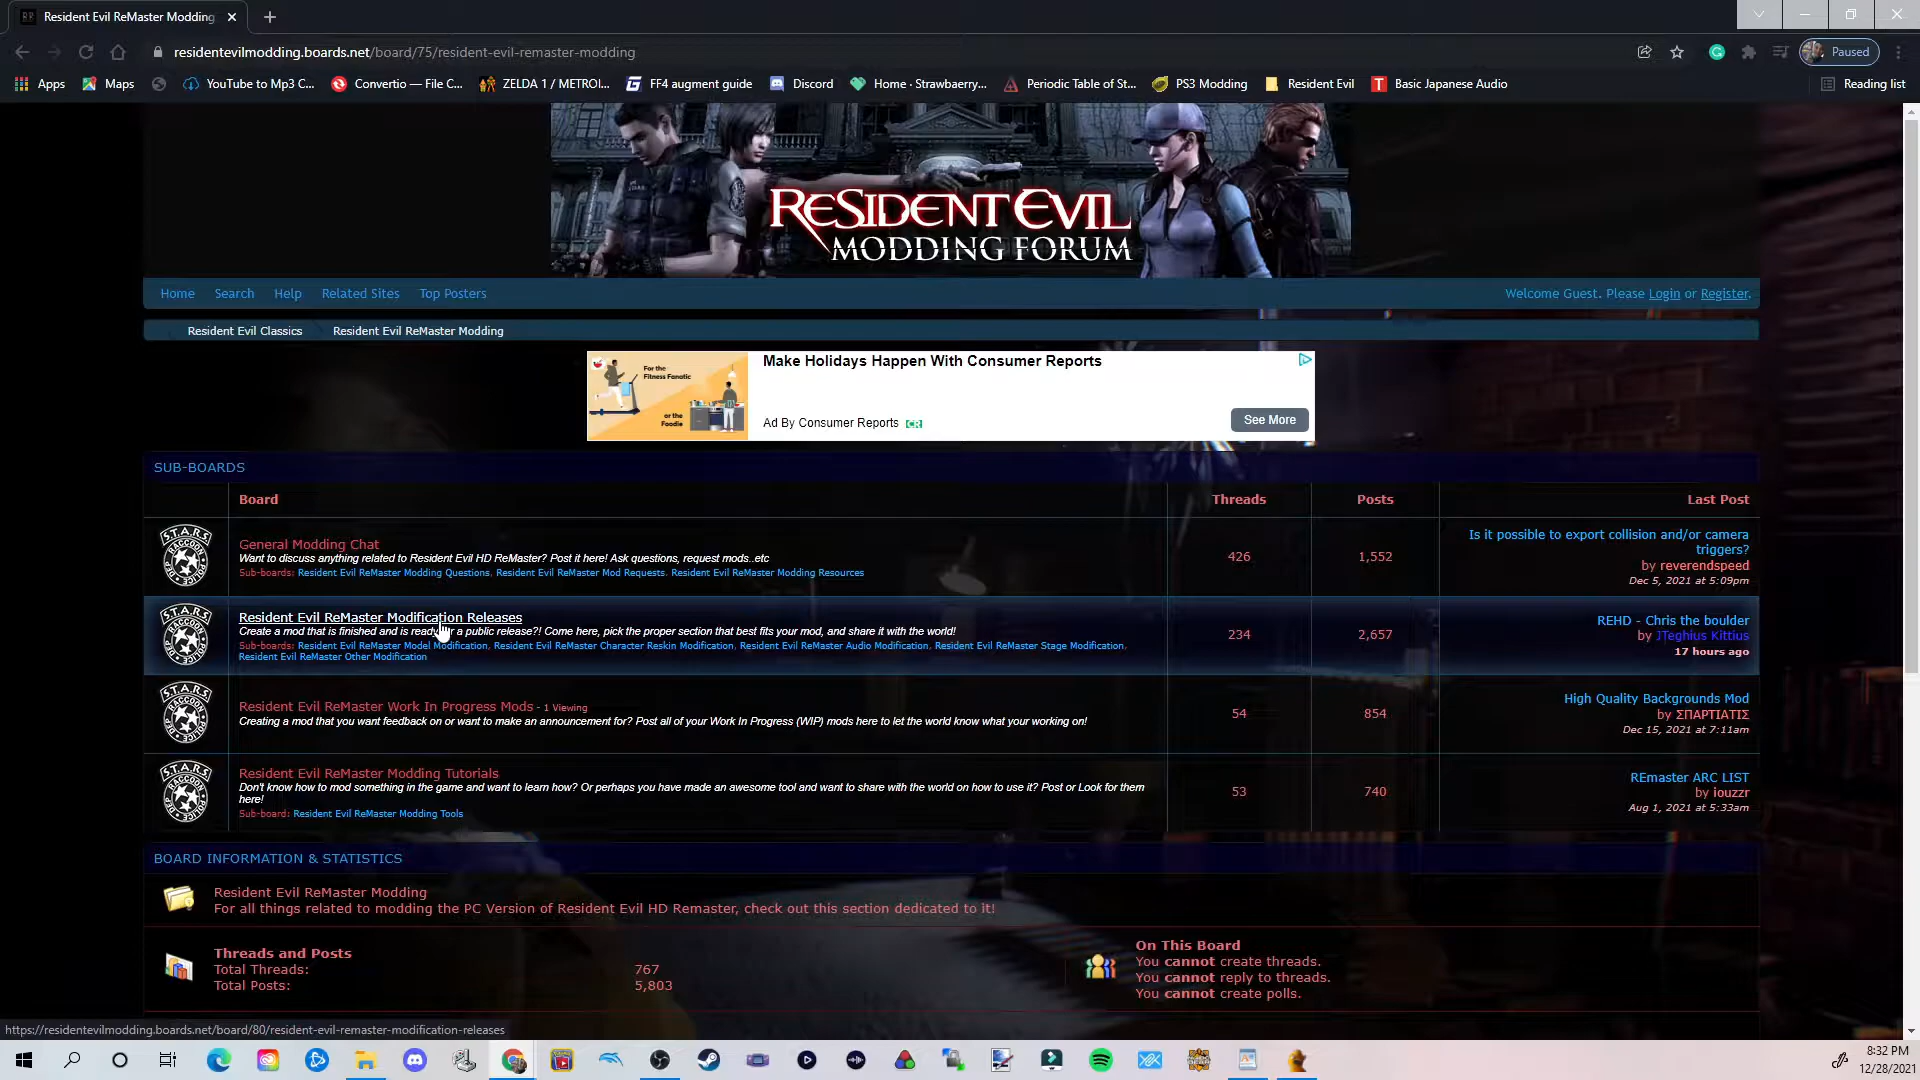 Resident Evil ReMaster Modding
residentevilmodding.boards.net/board/75/resident-evil-remaster-modding
Paused
Apps
Maps
YouTube to Mp3 C...
Convertio — File C...
ZELDA 1 / METROI...
FF4 augment guide
Discord
Home · Strawbaerry...
Periodic Table of St...
PS3 Modding
Resident Evil
Basic Japanese Audio
Reading list
RESIDENT EVIL
MODDING FORUM
Home Search Help Related Sites Top Posters
Welcome Guest. Please Login or Register.
Resident Evil Classics Resident Evil ReMaster Modding
For the Fitness Fanatic
or the Foodie
Make Holidays Happen With Consumer Reports
Ad By Consumer Reports CR
See More
SUB-BOARDS
Board Threads Posts Last Post
S.T.A.R.S.
General Modding Chat
Want to discuss anything related to Resident Evil HD ReMaster? Post it here! Ask questions, request mods..etc
Sub-boards: Resident Evil ReMaster Modding Questions, Resident Evil ReMaster Mod Requests, Resident Evil ReMaster Modding Resources
426 1,552
Is it possible to export collision and/or camera
triggers?
by reverendspeed
Dec 5, 2021 at 5:09pm
S.T.A.R.S.
Resident Evil ReMaster Modification Releases
Create a mod that is finished and is ready a public release?! Come here, pick the proper section that best fits your mod, and share it with the world!
Sub-boards: Resident Evil ReMaster Model Modification, Resident Evil ReMaster Character Reskin Modification, Resident Evil ReMaster Audio Modification, Resident Evil ReMaster Stage Modification,
Resident Evil ReMaster Other Modification
234 2,657
REHD - Chris the boulder
by JTeghius Kittius
17 hours ago
S.T.A.R.S.
Resident Evil ReMaster Work In Progress Mods - 1 Viewing
Creating a mod that you want feedback on or want to make an announcement for? Post all of your Work In Progress (WIP) mods here to let the world know what your working on!
54 854
High Quality Backgrounds Mod
by ΣΠΑΡΤΙΑΤΙΣ
Dec 15, 2021 at 7:11am
S.T.A.R.S.
Resident Evil ReMaster Modding Tutorials
Don't know how to mod something in the game and want to learn how? Or perhaps you have made an awesome tool and want to share with the world on how to use it? Post or Look for them
here!
Sub-board: Resident Evil ReMaster Modding Tools
53 740
REmaster ARC LIST
by iouzzr
Aug 1, 2021 at 5:33am
BOARD INFORMATION & STATISTICS
Resident Evil ReMaster Modding
For all things related to modding the PC Version of Resident Evil HD Remaster, check out this section dedicated to it!
Threads and Posts
Total Threads: 767
Total Posts: 5,803
On This Board
You cannot create threads.
You cannot reply to threads.
You cannot create polls.
https://residentevilmodding.boards.net/board/80/resident-evil-remaster-modification-releases
8:32 PM
12/28/2021